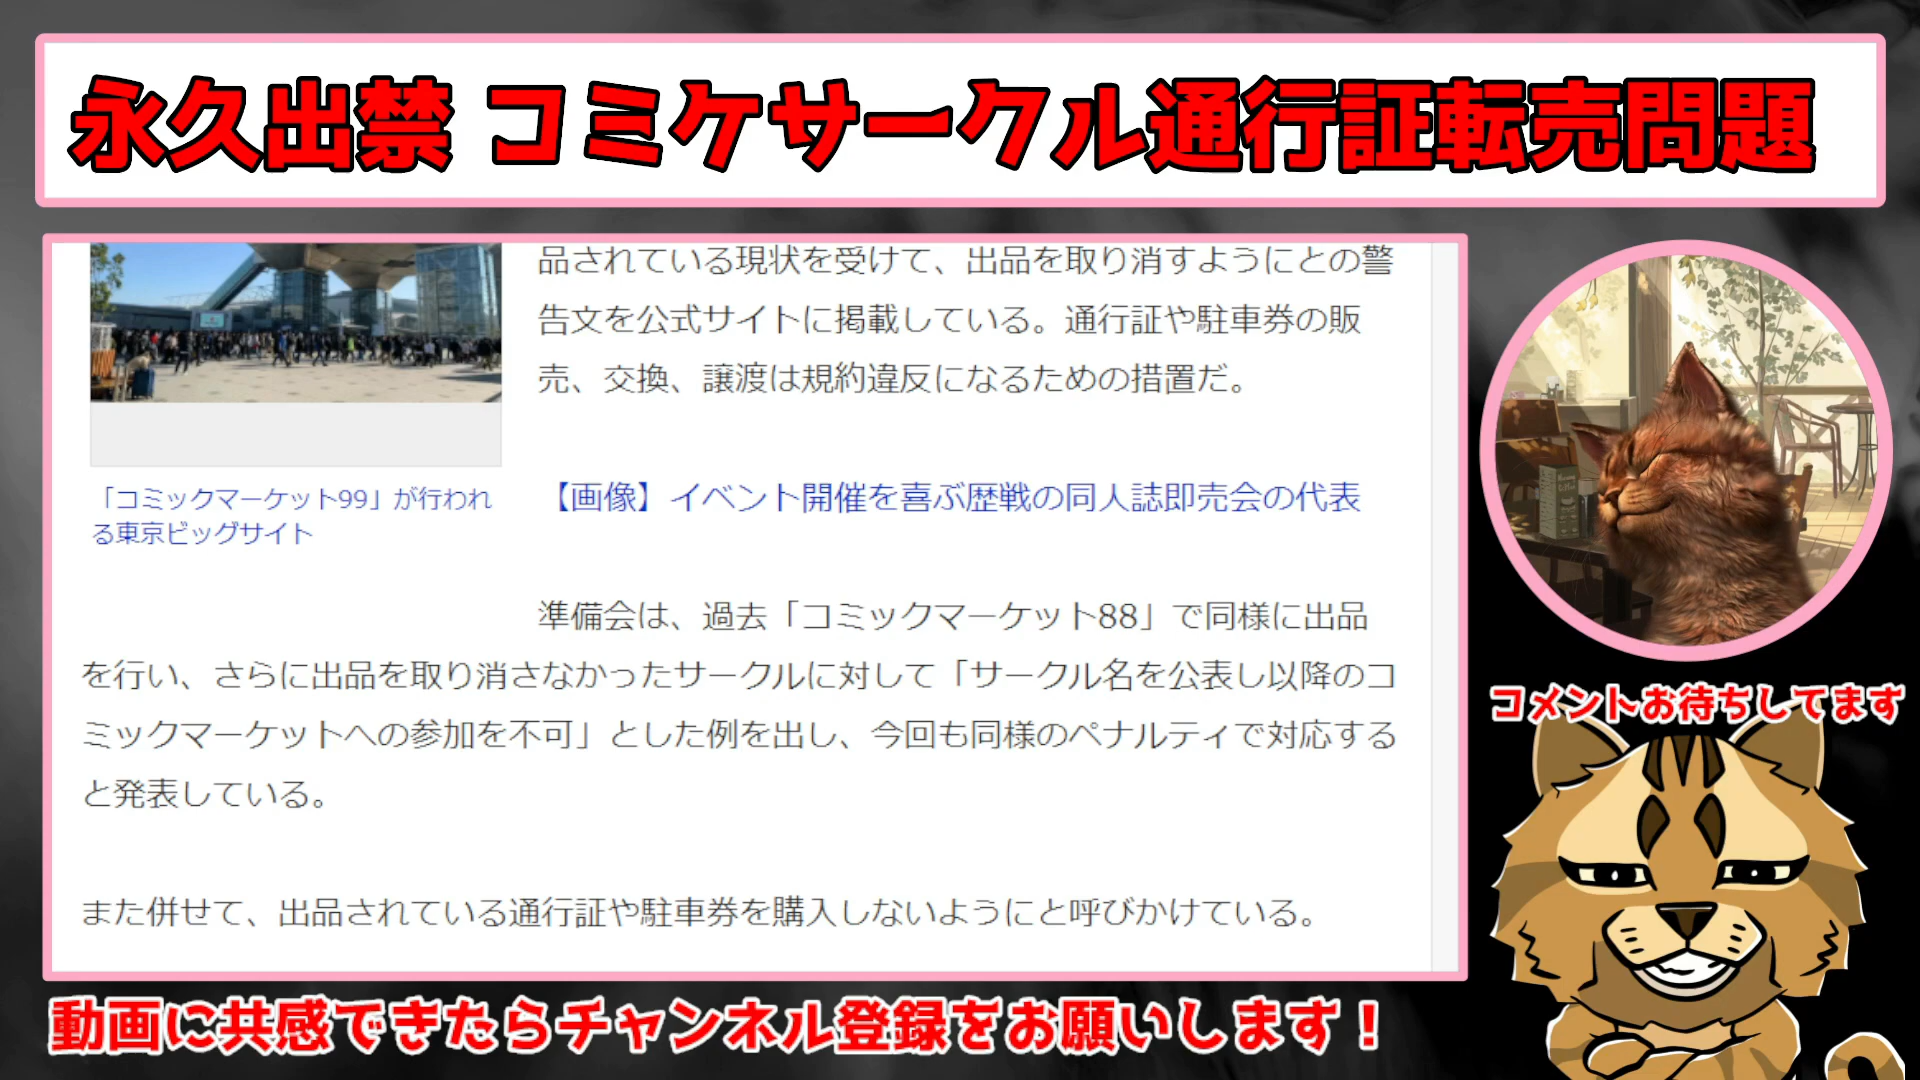 永久出禁 コミケサークル通行証転売問題
品されている現状を受けて、出品を取り消すようにとの警
告文を公式サイトに掲載している。通行証や駐車券の販
売、交換、譲渡は規約違反になるための措置だ。
【画像】イベント開催を喜ぶ歴戦の同人誌即売会の代表
「コミックマーケット99」が行われ
る東京ビッグサイト
準備会は、過去「コミックマーケット88」で同様に出品
を行い、さらに出品を取り消さなかったサークルに対して「サークル名を公表し以降のコ
ミックマーケットへの参加を不可」とした例を出し、今回も同様のペナルティで対応する
と発表している。
また併せて、出品されている通行証や駐車券を購入しないようにと呼びかけている。
コメントお待ちしてます
動画に共感できたらチャンネル登録をお願いします！